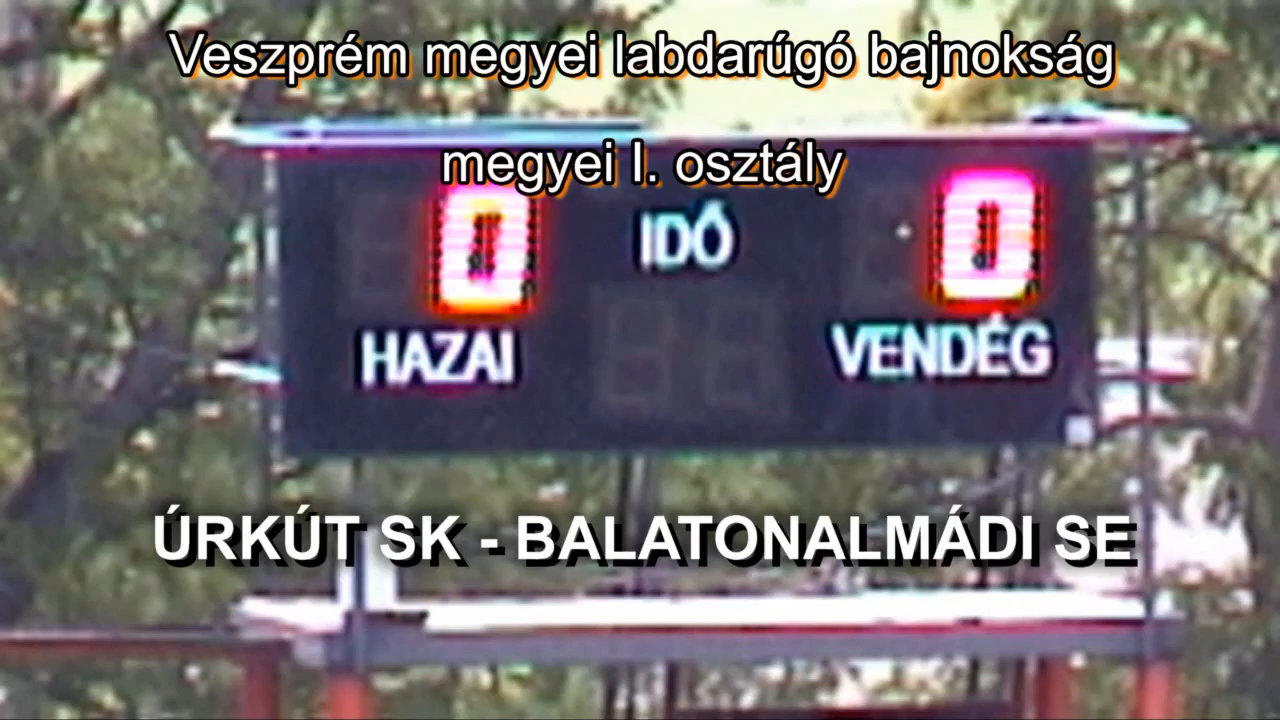 Veszprém megyei labdarúgó bajnokság
megyei I. osztály
0 IDŐ 0
HAZAI VENDÉG
ÚRKÚT SK - BALATONALMÁDI SE